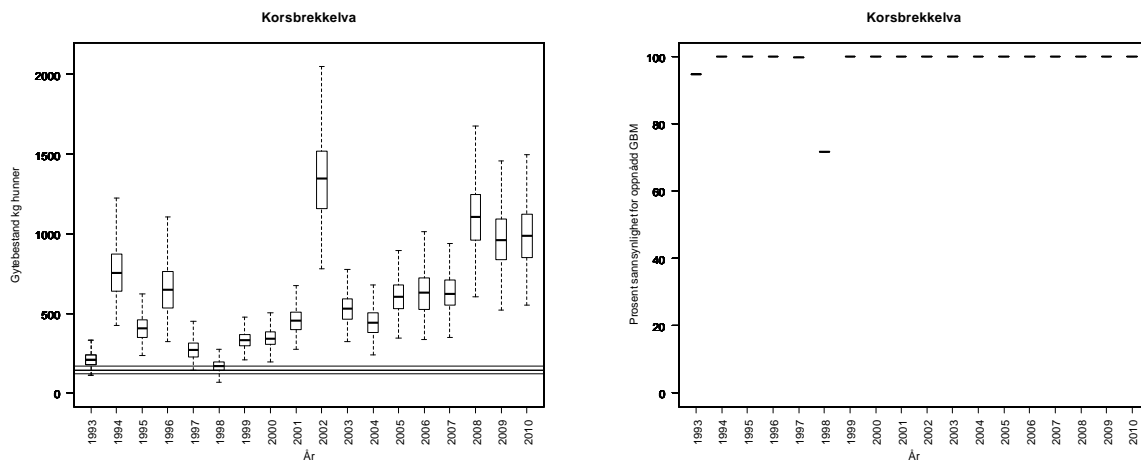 Korsbrekkelva
Gytebestand kg hunner
2000
1500
1000
500
0
1993 1994 1995 1996 1997 1998 1999 2000 2001 2002 2003 2004 2005 2006 2007 2008 2009 2010
År
Korsbrekkelva
Prosent sannsynlighet for oppnådd GBM
100
80
60
40
20
0
1993 1994 1995 1996 1997 1998 1999 2000 2001 2002 2003 2004 2005 2006 2007 2008 2009 2010
År